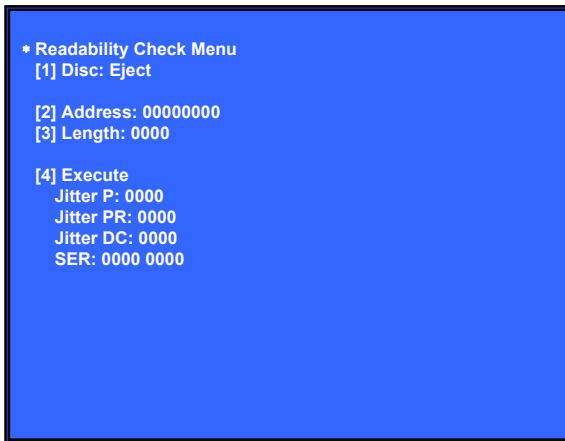 * Readability Check Menu
[1] Disc: Eject
[2] Address: 00000000
[3] Length: 0000
[4] Execute
Jitter P: 0000
Jitter PR: 0000
Jitter DC: 0000
SER: 0000 0000